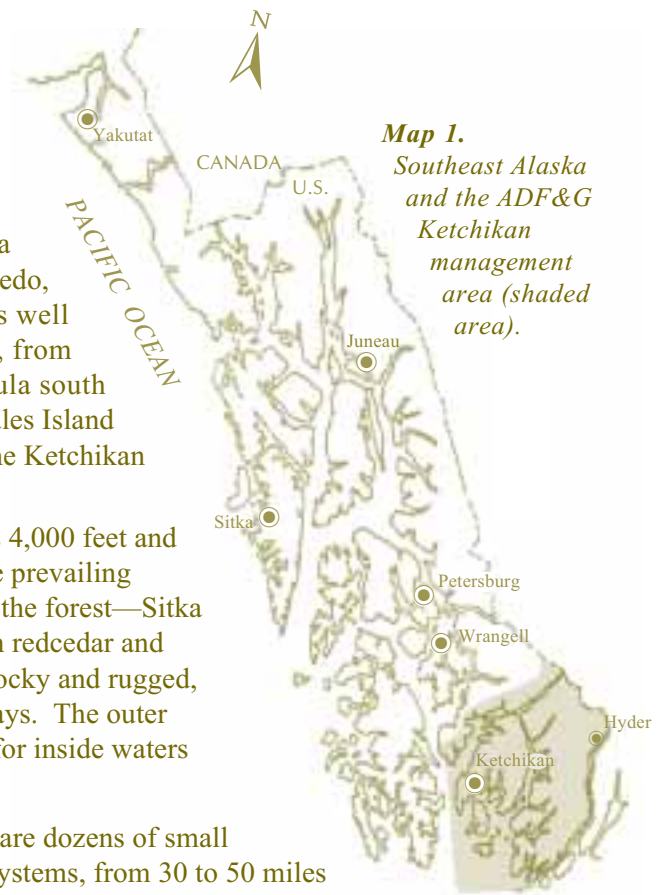 N
Yakutat
CANADA
U.S.
PACIFIC OCEAN
Map 1.
Southeast Alaska
and the ADF&G
Ketchikan
management
area (shaded
area).
Juneau
Sitka
Petersburg
Wrangell
Hyder
Ketchikan
a
edo,
s well
, from
ula south
les Island
e Ketchikan
4,000 feet and
e prevailing
the forest—Sitka
n redcedar and
ocky and rugged,
ays. The outer
for inside waters
are dozens of small
ystems, from 30 to 50 miles